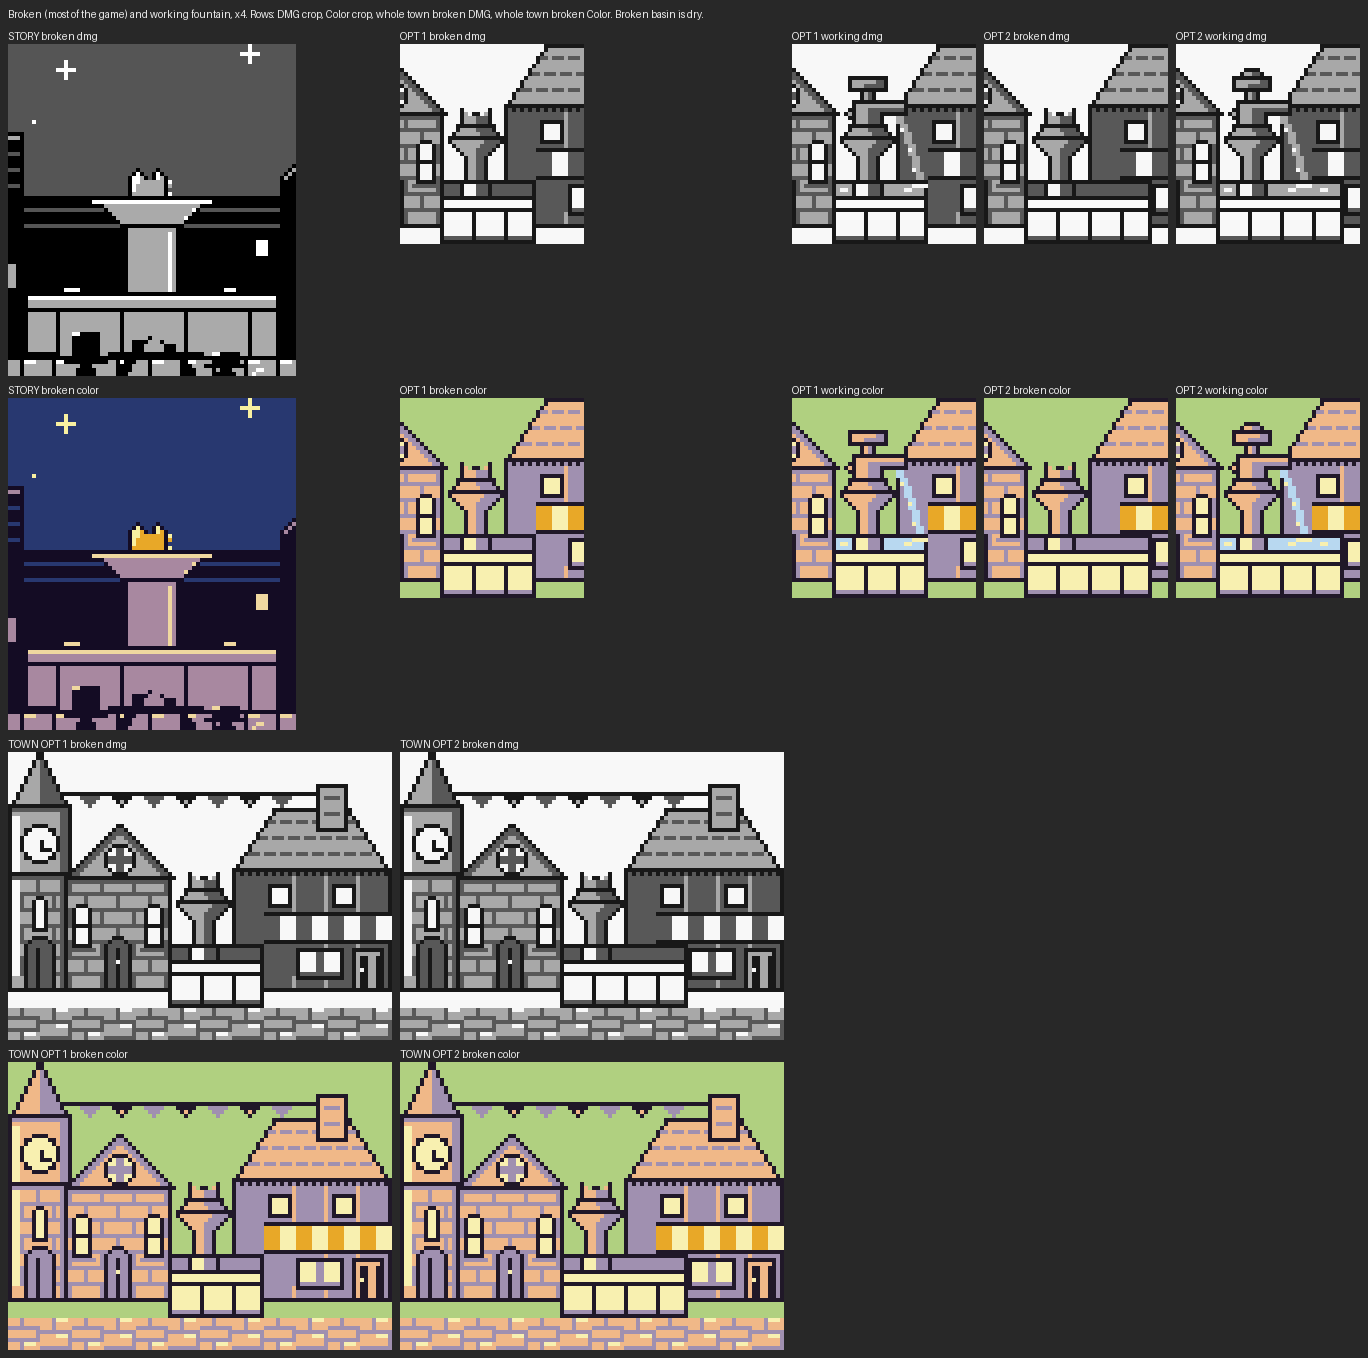 Broken (most of the game) and working fountain, x4. Rows: DMG crop, Color crop, whole town broken DMG, whole town broken Color. Broken basin is dry.
STORY broken dmg
OPT 1 broken dmg
OPT 1 working dmg
OPT 2 broken dmg
OPT 2 working dmg
STORY broken color
OPT 1 broken color
OPT 1 working color
OPT 2 broken color
OPT 2 working color
TOWN OPT 1 broken dmg
TOWN OPT 2 broken dmg
TOWN OPT 1 broken color
TOWN OPT 2 broken color